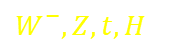 W⁻, Z, t, H